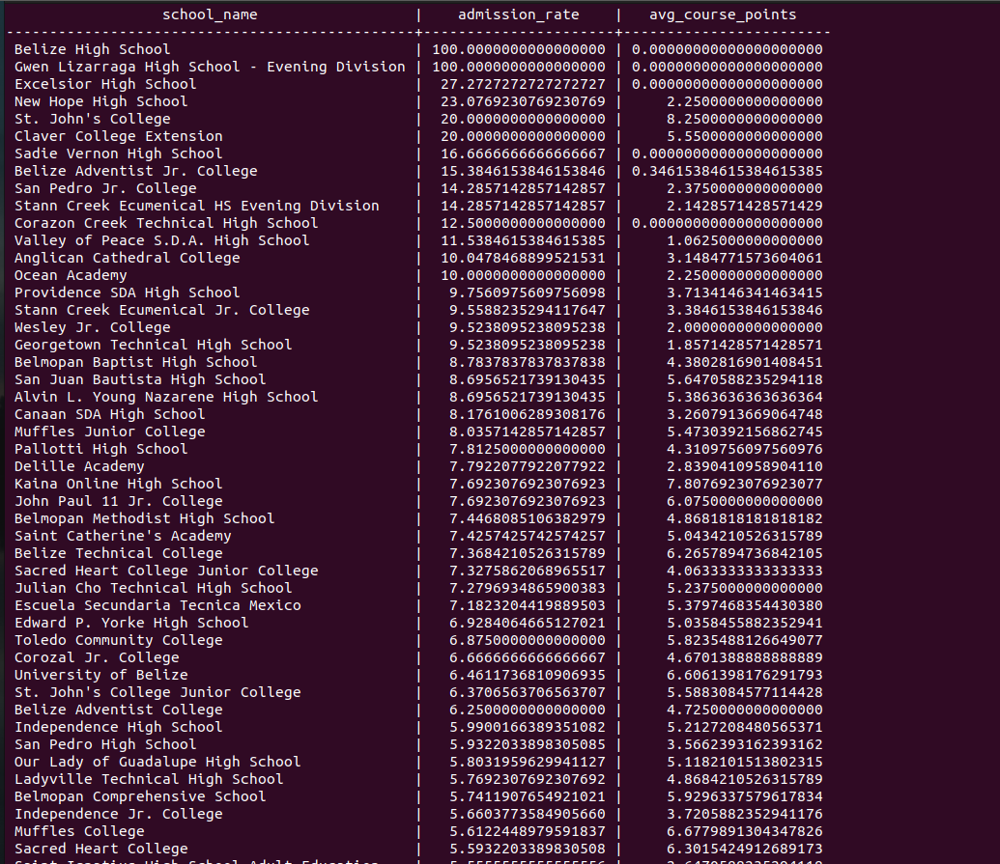 school_name | admission_rate | avg_course_points
------------------------------------------------+-----------------------+-------------------------
Belize High School | 100.0000000000000000 | 0.00000000000000000000
Gwen Lizarraga High School - Evening Division | 100.0000000000000000 | 0.00000000000000000000
Excelsior High School | 27.2727272727272727 | 0.00000000000000000000
New Hope High School | 23.0769230769230769 | 2.2500000000000000
St. John's College | 20.0000000000000000 | 8.2500000000000000
Claver College Extension | 20.0000000000000000 | 5.5500000000000000
Sadie Vernon High School | 16.6666666666666667 | 0.00000000000000000000
Belize Adventist Jr. College | 15.3846153846153846 | 0.34615384615384615385
San Pedro Jr. College | 14.2857142857142857 | 2.3750000000000000
Stann Creek Ecumenical HS Evening Division | 14.2857142857142857 | 2.1428571428571429
Corazon Creek Technical High School | 12.5000000000000000 | 0.00000000000000000000
Valley of Peace S.D.A. High School | 11.5384615384615385 | 1.0625000000000000
Anglican Cathedral College | 10.0478468899521531 | 3.1484771573604061
Ocean Academy | 10.0000000000000000 | 2.2500000000000000
Providence SDA High School | 9.7560975609756098 | 3.7134146341463415
Stann Creek Ecumenical Jr. College | 9.5588235294117647 | 3.3846153846153846
Wesley Jr. College | 9.5238095238095238 | 2.0000000000000000
Georgetown Technical High School | 9.5238095238095238 | 1.8571428571428571
Belmopan Baptist High School | 8.7837837837837838 | 4.3802816901408451
San Juan Bautista High School | 8.6956521739130435 | 5.6470588235294118
Alvin L. Young Nazarene High School | 8.6956521739130435 | 5.3863636363636364
Canaan SDA High School | 8.1761006289308176 | 3.2607913669064748
Muffles Junior College | 8.0357142857142857 | 5.4730392156862745
Pallotti High School | 7.8125000000000000 | 4.3109756097560976
Delille Academy | 7.7922077922077922 | 2.8390410958904110
Kaina Online High School | 7.6923076923076923 | 7.8076923076923077
John Paul 11 Jr. College | 7.6923076923076923 | 6.0750000000000000
Belmopan Methodist High School | 7.4468085106382979 | 4.8681818181818182
Saint Catherine's Academy | 7.4257425742574257 | 5.0434210526315789
Belize Technical College | 7.3684210526315789 | 6.2657894736842105
Sacred Heart College Junior College | 7.3275862068965517 | 4.0633333333333333
Julian Cho Technical High School | 7.2796934865900383 | 5.2375000000000000
Escuela Secundaria Tecnica Mexico | 7.1823204419889503 | 5.3797468354430380
Edward P. Yorke High School | 6.9284064665127021 | 5.0358455882352941
Toledo Community College | 6.8750000000000000 | 5.8235488126649077
Corozal Jr. College | 6.6666666666666667 | 4.6701388888888889
University of Belize | 6.4611736810906935 | 6.6061398176291793
St. John's College Junior College | 6.3706563706563707 | 5.5883084577114428
Belize Adventist College | 6.2500000000000000 | 4.7250000000000000
Independence High School | 5.9900166389351082 | 5.2127208480565371
San Pedro High School | 5.9322033898305085 | 3.5662393162393162
Our Lady of Guadalupe High School | 5.8031959629941127 | 5.1182101513802315
Ladyville Technical High School | 5.7692307692307692 | 4.8684210526315789
Belmopan Comprehensive School | 5.7411907654921021 | 5.9296337579617834
Independence Jr. College | 5.6603773584905660 | 3.7205882352941176
Muffles College | 5.6122448979591837 | 6.6779891304347826
Sacred Heart College | 5.5932203389830508 | 6.3015424912689173